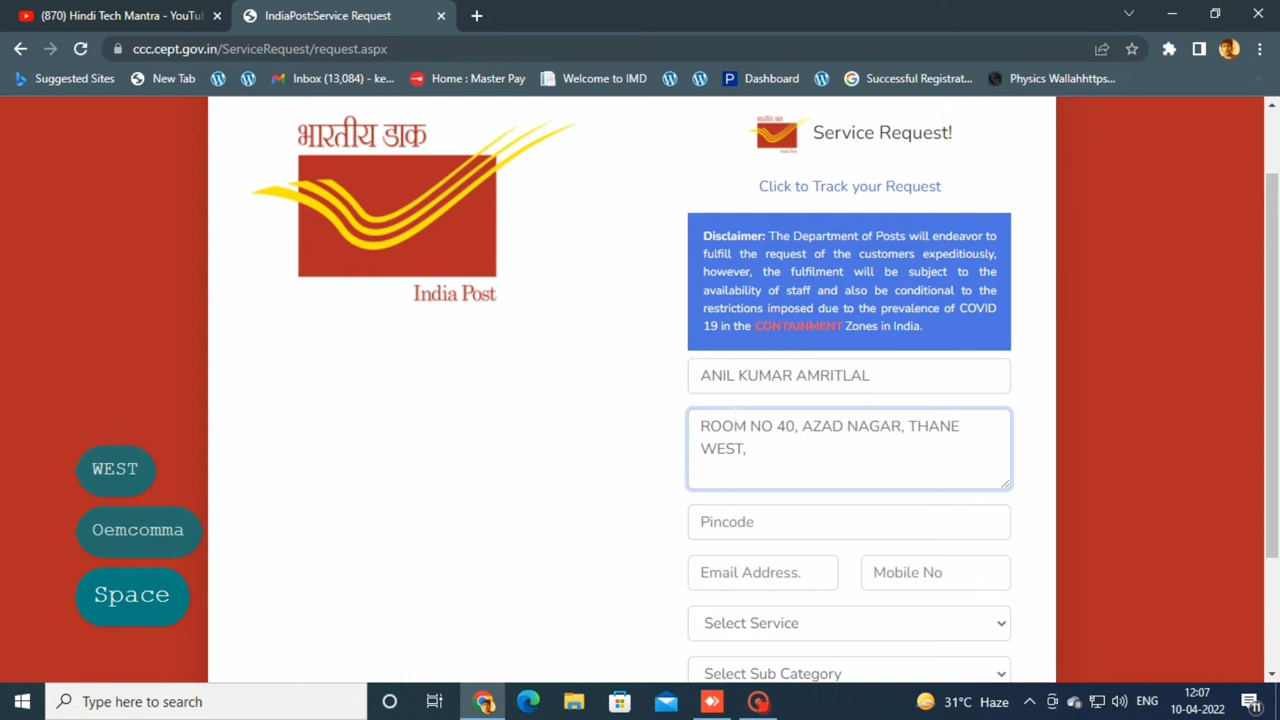 (870) Hindi Tech Mantra - YouTu
IndiaPost:Service Request
ccc.cept.gov.in/ServiceRequest/request.aspx
Suggested Sites
New Tab
Inbox (13,084) - ke...
Home : Master Pay
Welcome to IMD
P
Dashboard
Successful Registrat...
Physics Wallahhttps...
भारतीय डाक
India Post
Service Request!
Click to Track your Request
Disclaimer: The Department of Posts will endeavor to
fulfill the request of the customers expeditiously,
however, the fulfilment will be subject to the
availability of staff and also be conditional to the
restrictions imposed due to the prevalence of COVID
19 in the CONTAINMENT Zones in India.
ANIL KUMAR AMRITLAL
ROOM NO 40, AZAD NAGAR, THANE
WEST,
Pincode
Email Address.
Mobile No
Select Service
Select Sub Category
WEST
Oemcomma
Space
Type here to search
31°C Haze
ENG
12:07
10-04-2022
11